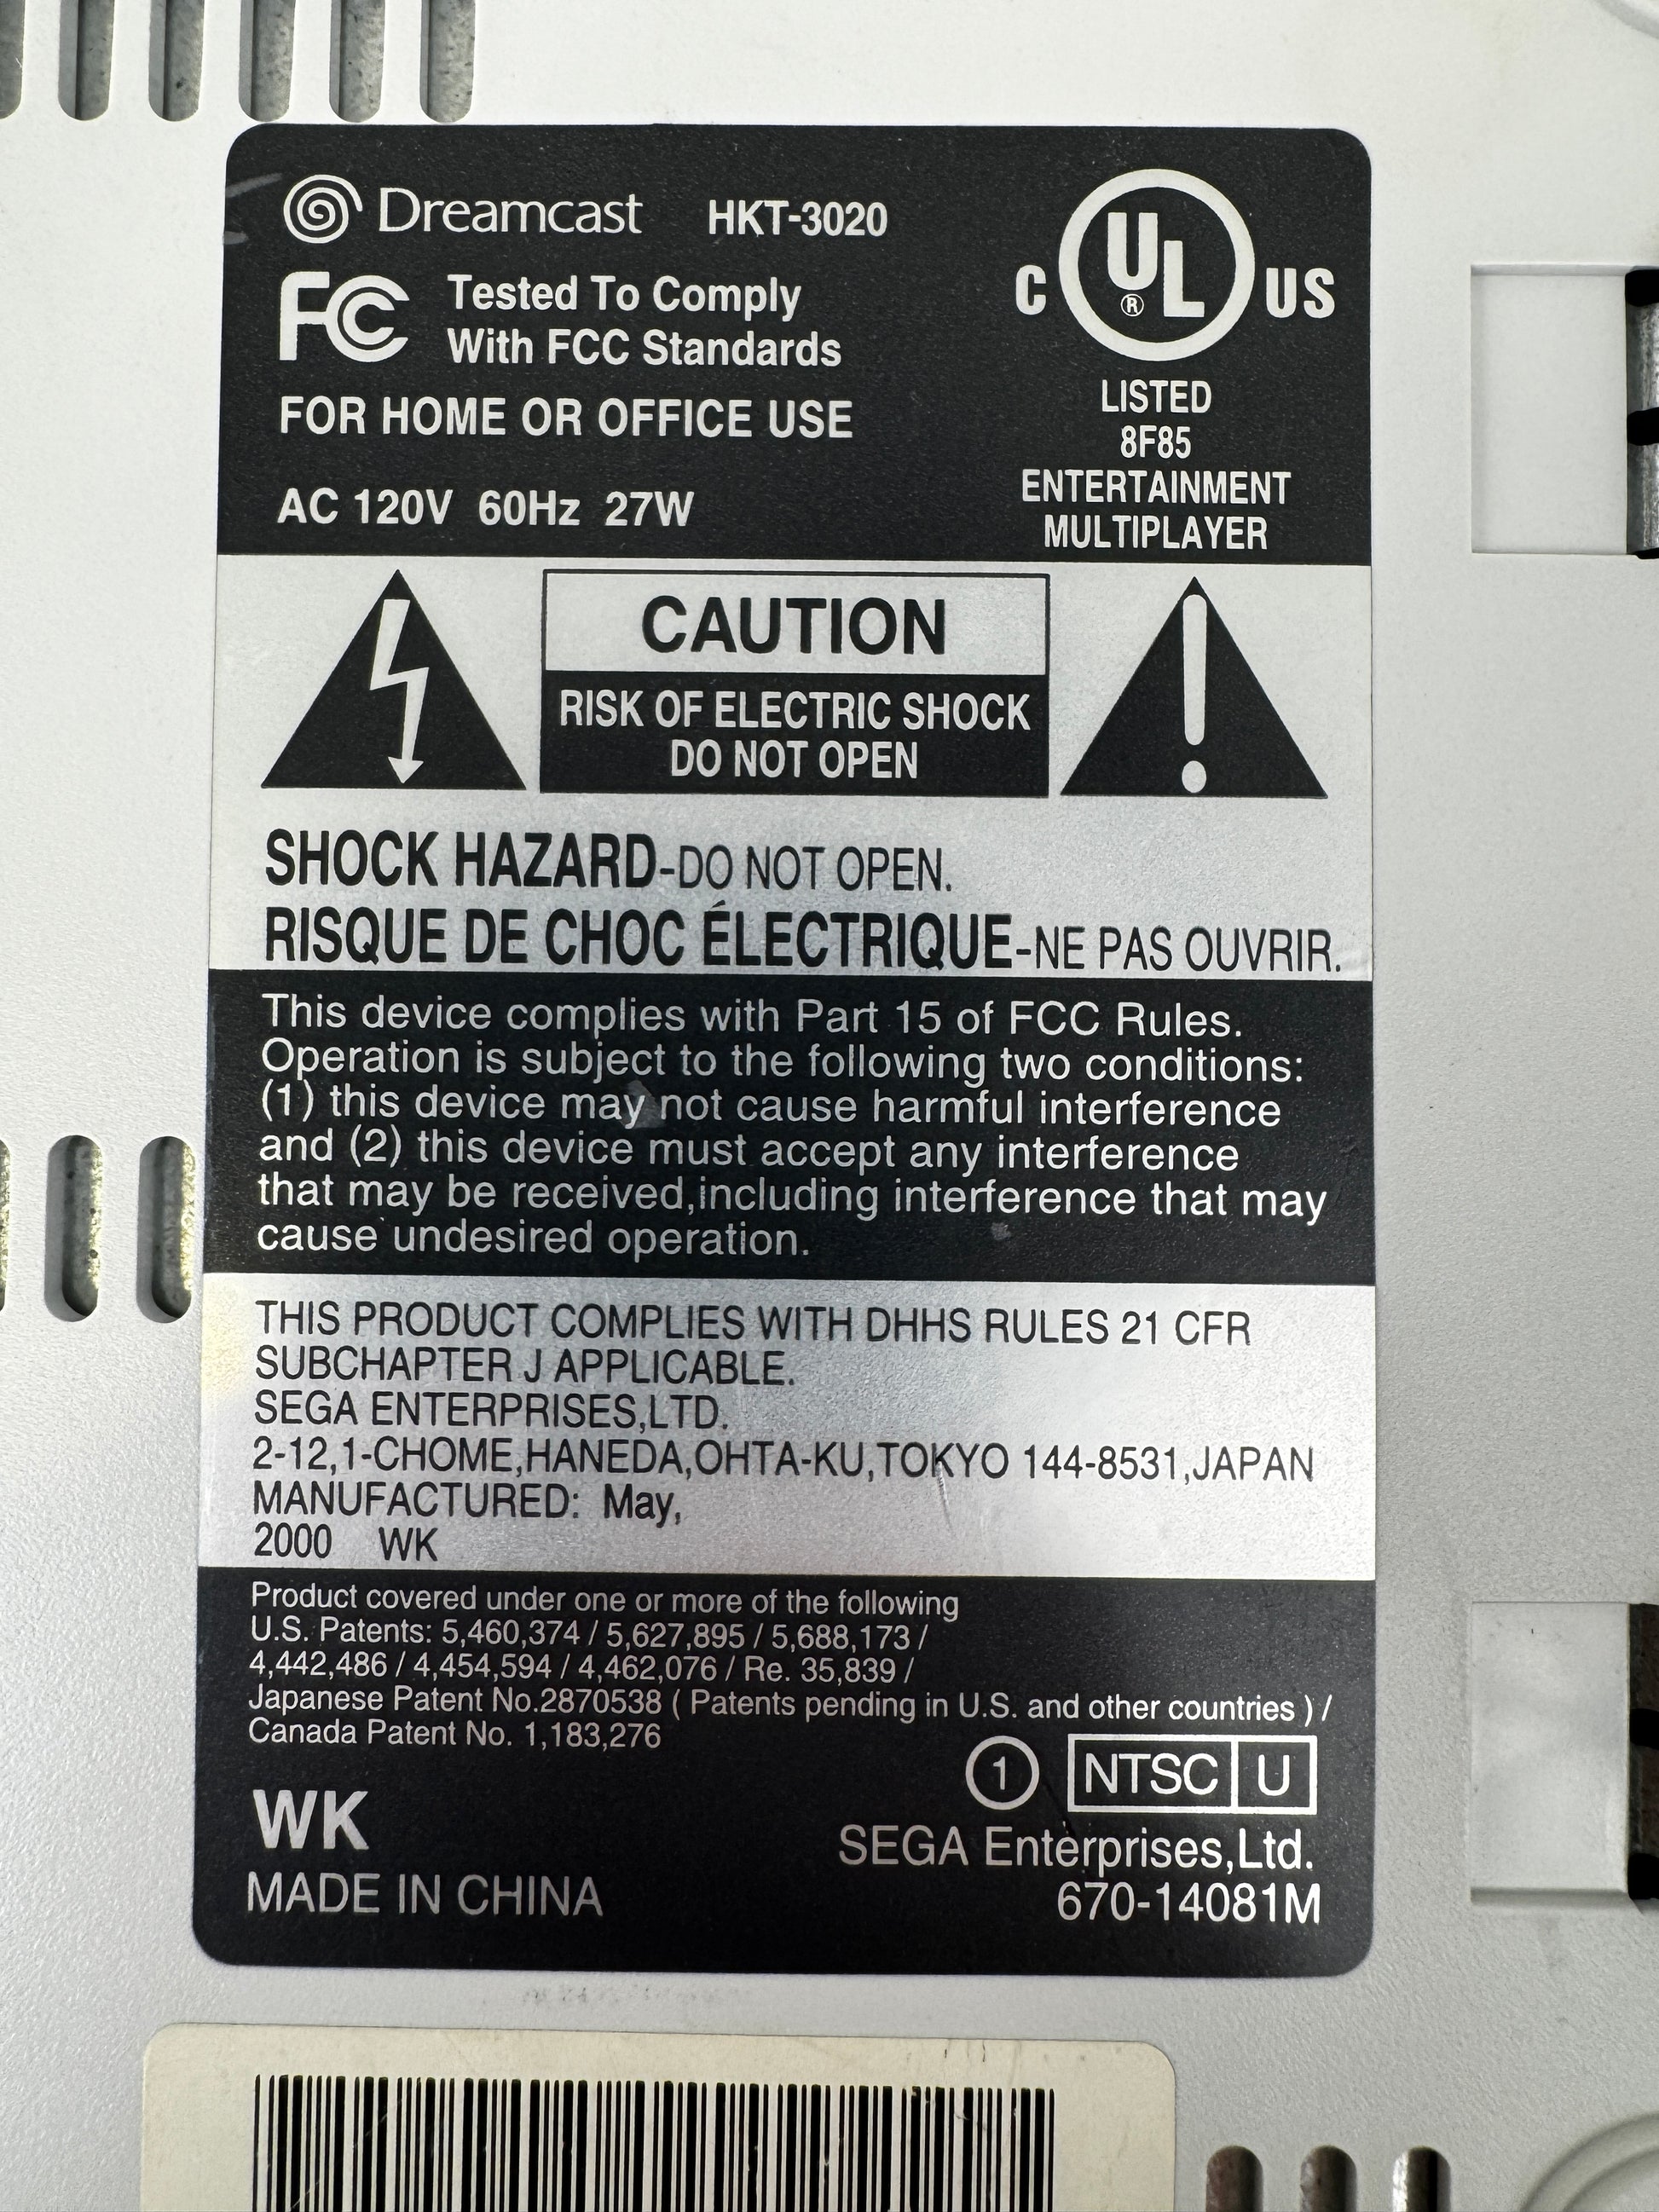 Dreamcast HKT-3020
FC Tested To Comply
With FCC Standards
FOR HOME OR OFFICE USE
AC 120V 60Hz 27W
C UL® US
LISTED
8F85
ENTERTAINMENT
MULTIPLAYER
CAUTION
RISK OF ELECTRIC SHOCK
DO NOT OPEN
SHOCK HAZARD-DO NOT OPEN.
RISQUE DE CHOC ÉLECTRIQUE-NE PAS OUVRIR.
This device complies with Part 15 of FCC Rules.
Operation is subject to the following two conditions:
(1) this device may not cause harmful interference
and (2) this device must accept any interference
that may be received,including interference that may
cause undesired operation.
THIS PRODUCT COMPLIES WITH DHHS RULES 21 CFR
SUBCHAPTER J APPLICABLE.
SEGA ENTERPRISES,LTD.
2-12,1-CHOME,HANEDA,OHTA-KU,TOKYO 144-8531,JAPAN
MANUFACTURED: May,
2000 WK
Product covered under one or more of the following
U.S. Patents: 5,460,374 / 5,627,895 / 5,688,173 /
4,442,486 / 4,454,594 / 4,462,076 / Re. 35,839 /
Japanese Patent No.2870538 ( Patents pending in U.S. and other countries ) /
Canada Patent No. 1,183,276
1 NTSC U
WK
SEGA Enterprises,Ltd.
MADE IN CHINA
670-14081M